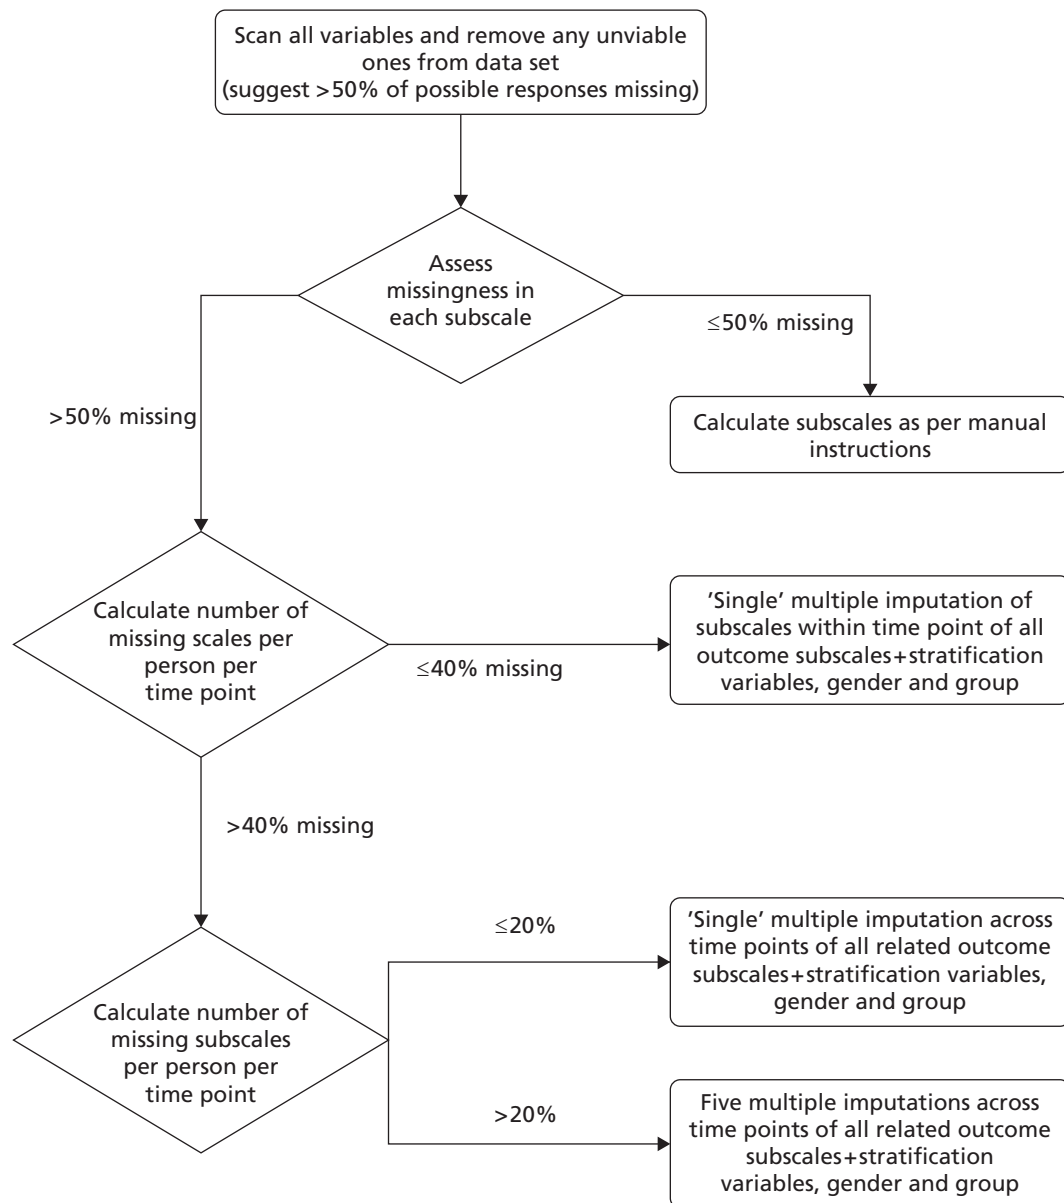 Scan all variables and remove any unviable
ones from data set
(suggest >50% of possible responses missing)
Assess
missingness in
each subscale
≤50% missing
>50% missing
Calculate subscales as per manual
instructions
Calculate number of
missing scales per
person per
time point
≤40% missing
'Single' multiple imputation of
subscales within time point of all
outcome subscales+stratification
variables, gender and group
>40% missing
Calculate number of
missing subscales
per person per
time point
≤20%
'Single' multiple imputation across
time points of all related outcome
subscales+stratification variables,
gender and group
>20%
Five multiple imputations across
time points of all related outcome
subscales+stratification
variables, gender and group